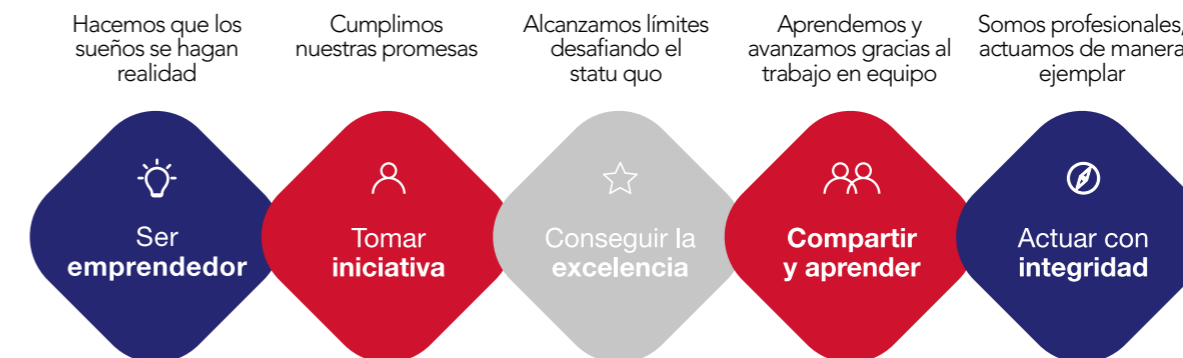 Hacemos que los
sueños se hagan
realidad
Cumplimos
nuestras promesas
Alcanzamos límites
desafiando el
statu quo
Aprendemos y
avanzamos gracias al
trabajo en equipo
Somos profesionales,
actuamos de manera
ejemplar
Ser
emprendedor
Tomar
iniciativa
Conseguir la
excelencia
Compartir
y aprender
Actuar con
integridad